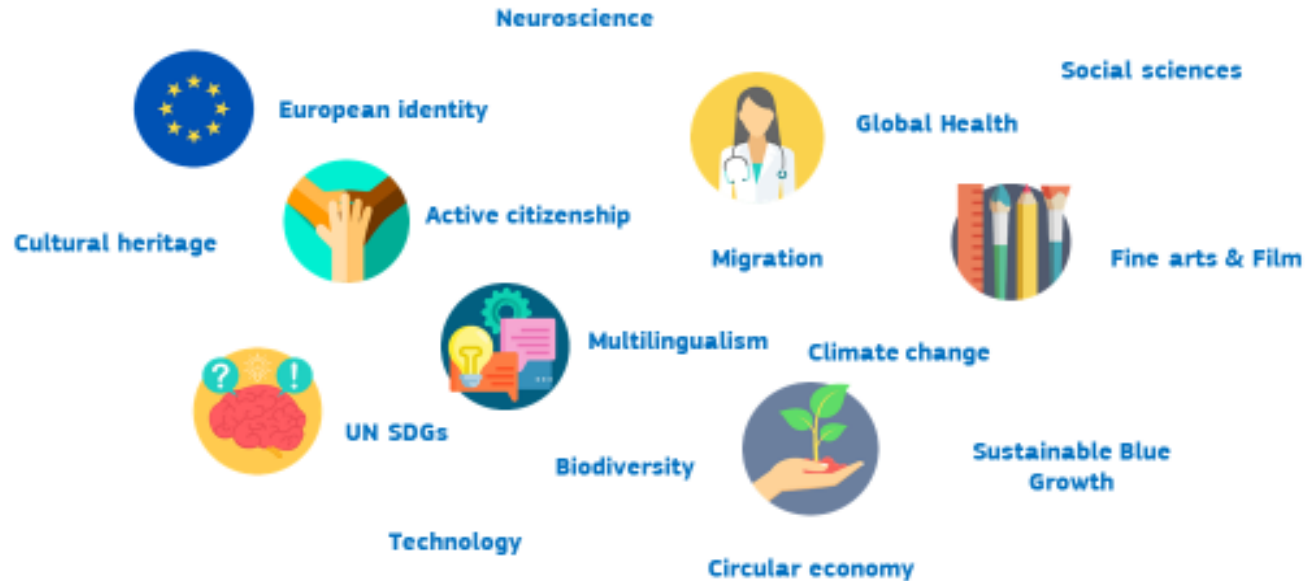 Neuroscience
Social sciences
European identity
Global Health
Active citizenship
Cultural heritage
Migration
Fine arts & Film
Multilingualism
Climate change
? !
UN SDGs
Biodiversity
Sustainable Blue
Growth
Technology
Circular economy